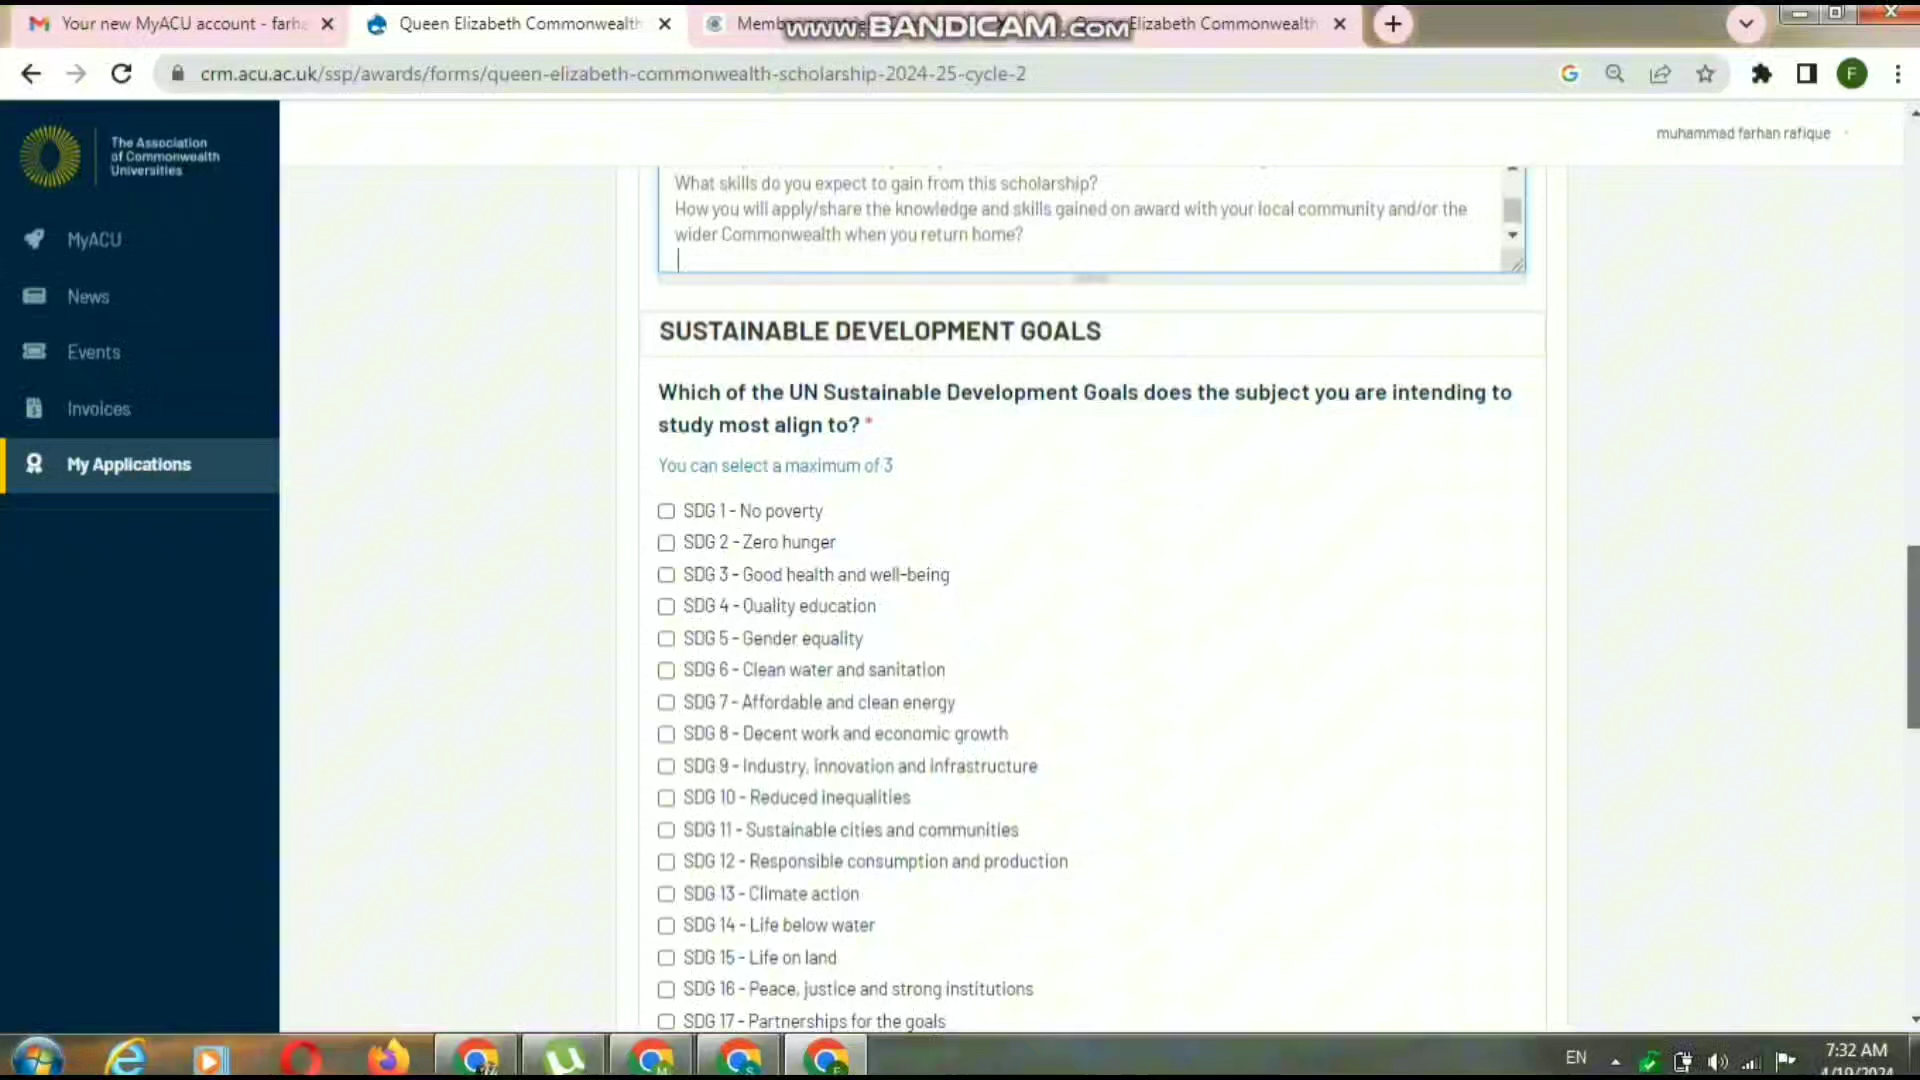 Your new MyACU account - farha
Queen Elizabeth Commonwealth
Memb
Elizabeth Commonwealth
www.BANDICAM.com
crm.acu.ac.uk/ssp/awards/forms/queen-elizabeth-commonwealth-scholarship-2024-25-cycle-2
F
The Association
of Commonwealth
Universities
muhammad farhan rafique
MyACU
News
Events
Invoices
My Applications
What skills do you expect to gain from this scholarship?
How you will apply/share the knowledge and skills gained on award with your local community and/or the
wider Commonwealth when you return home?
SUSTAINABLE DEVELOPMENT GOALS
Which of the UN Sustainable Development Goals does the subject you are intending to
study most align to? *
You can select a maximum of 3
SDG 1 - No poverty
SDG 2 - Zero hunger
SDG 3 - Good health and well-being
SDG 4 - Quality education
SDG 5 - Gender equality
SDG 6 - Clean water and sanitation
SDG 7 - Affordable and clean energy
SDG 8 - Decent work and economic growth
SDG 9 - Industry, innovation and infrastructure
SDG 10 - Reduced inequalities
SDG 11 - Sustainable cities and communities
SDG 12 - Responsible consumption and production
SDG 13 - Climate action
SDG 14 - Life below water
SDG 15 - Life on land
SDG 16 - Peace, justice and strong institutions
SDG 17 - Partnerships for the goals
EN
7:32 AM
4/19/2024